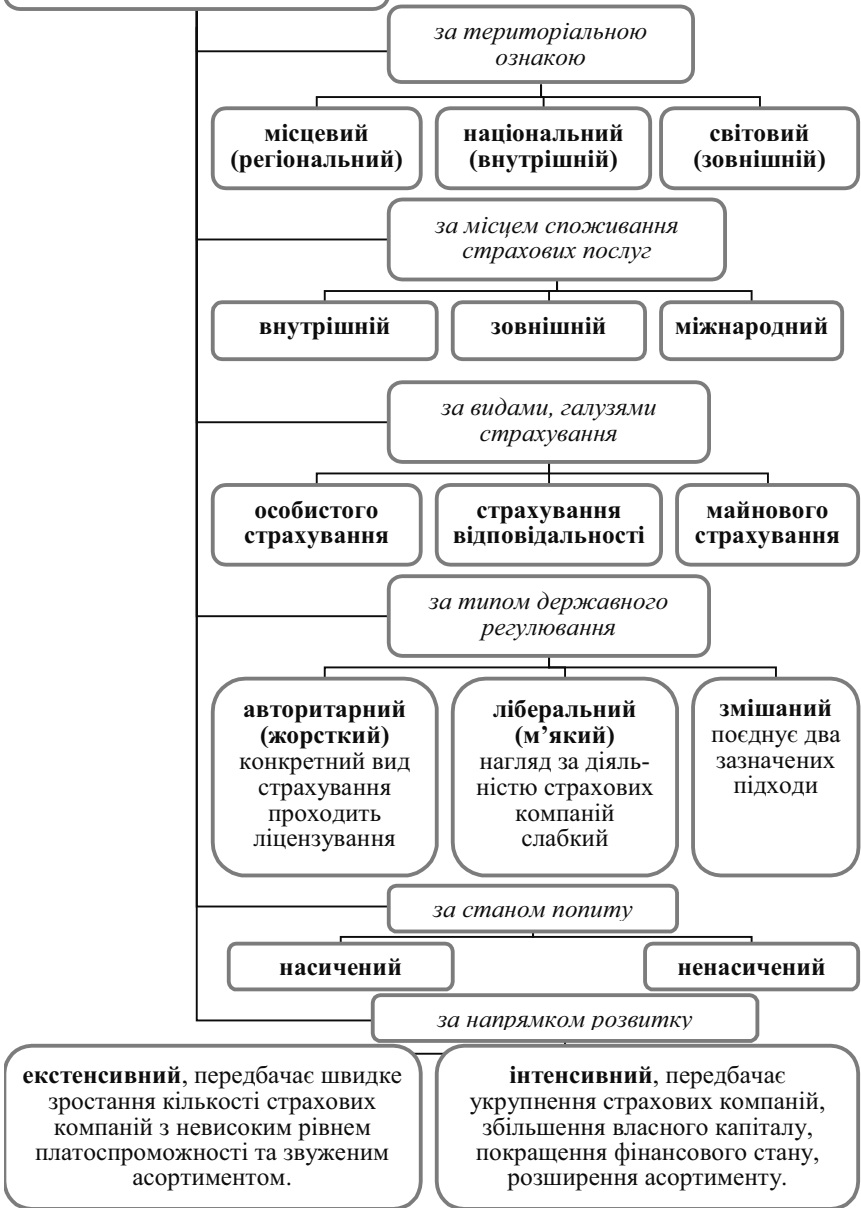 за територіальною
ознакою
місцевий
(регіональний)
національний
(внутрішній)
світовий
(зовнішній)
за місцем споживання
страхових послуг
внутрішній
зовнішній
міжнародний
за видами, галузями
страхування
особистого
страхування
страхування
відповідальності
майнового
страхування
за типом державного
регулювання
авторитарний
(жорсткий)
конкретний вид
страхування
проходить
ліцензування
ліберальний
(м’який)
нагляд за діяль-
ністю страхових
компаній
слабкий
змішаний
поєднує два
зазначених
підходи
за станом попиту
насичений
ненасичений
за напрямком розвитку
екстенсивний, передбачає швидке
зростання кількості страхових
компаній з невисоким рівнем
платоспроможності та звуженим
асортиментом.
інтенсивний, передбачає
укрупнення страхових компаній,
збільшення власного капіталу,
покращення фінансового стану,
розширення асортименту.